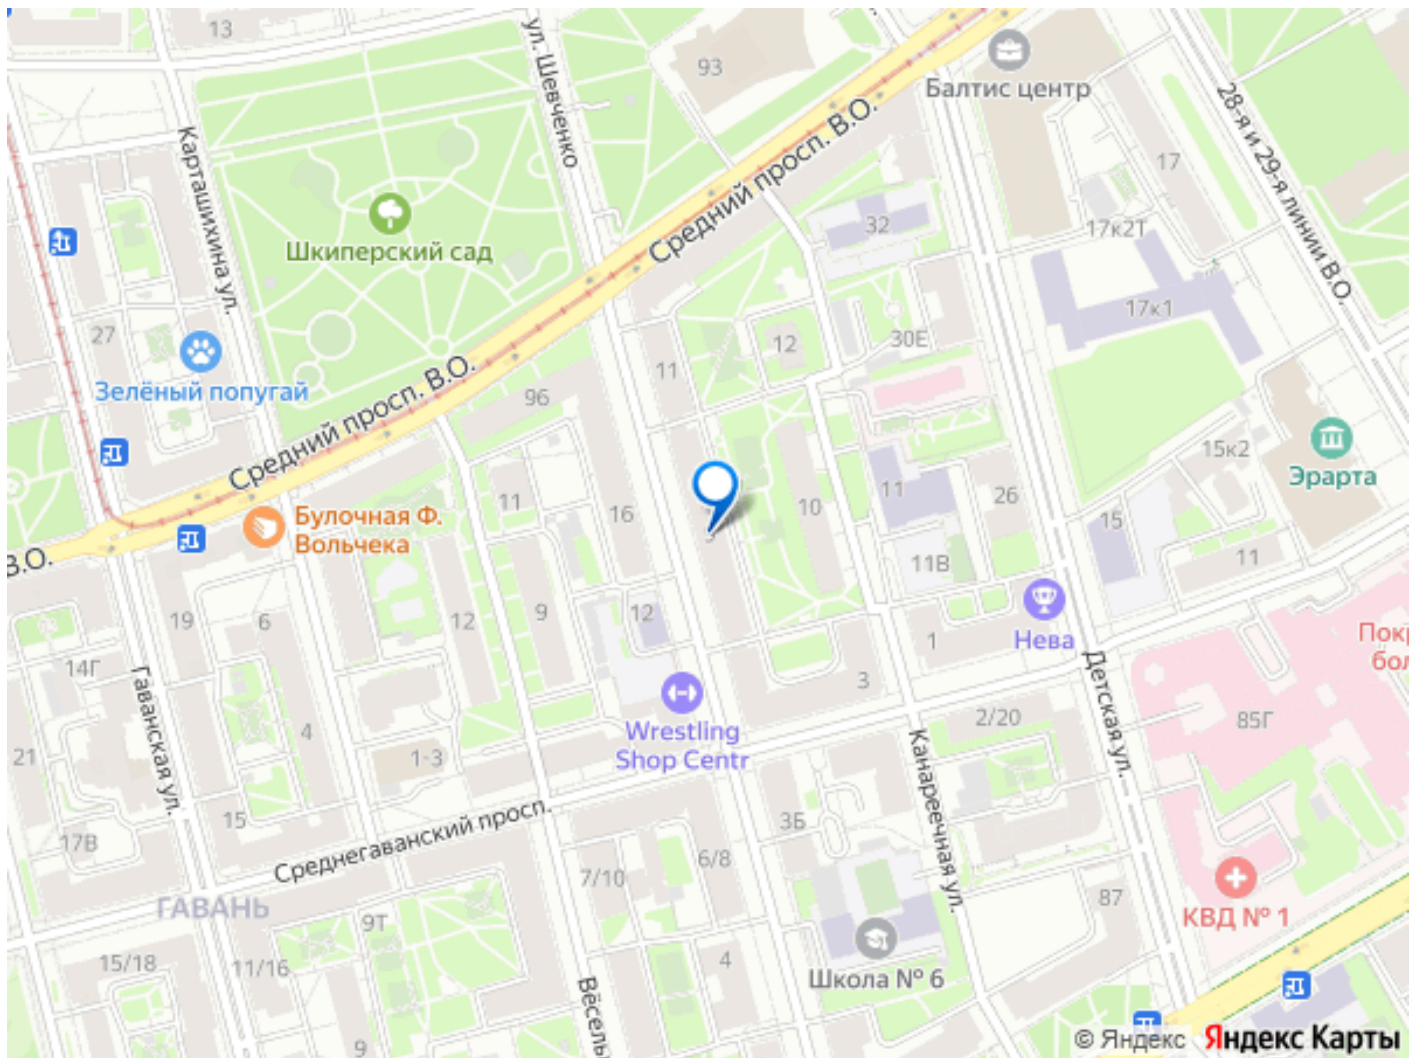 13
ул. Шевченко
93
Балтис центр
28-я и 29-я линии В.О.
Карташихина ул.
Средний просп. В.О.
17
Шкиперский сад
32
17к2Т
17к1
27
30Е
12
Зелёный попугай
11
Средний просп. В.О.
96
15к2
Эрарта
11
16
10
11
26
15
Булочная Ф.
Вольчека
В.О.
11В
11
19
6
12
9
12
1
Нева
Покр
бол
14Г
Гаванская ул.
3
Детская ул.
4
Wrestling
Shop Centr
2/20
85Г
21
1-3
Канареечная ул.
15
17В
Среднегаванский просп.
3Б
6/8
7/10
87
КВД № 1
ГАВАНЬ
9Т
15/18
11/16
4
Школа № 6
Весёлы
9
© Яндекс
Яндекс Карты